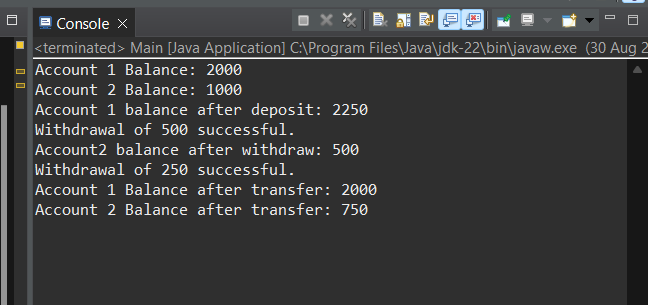 Console
<terminated> Main [Java Application] C:\Program Files\Java\jdk-22\bin\javaw.exe (30 Aug 2
Account 1 Balance: 2000
Account 2 Balance: 1000
Account 1 balance after deposit: 2250
Withdrawal of 500 successful.
Account2 balance after withdraw: 500
Withdrawal of 250 successful.
Account 1 Balance after transfer: 2000
Account 2 Balance after transfer: 750